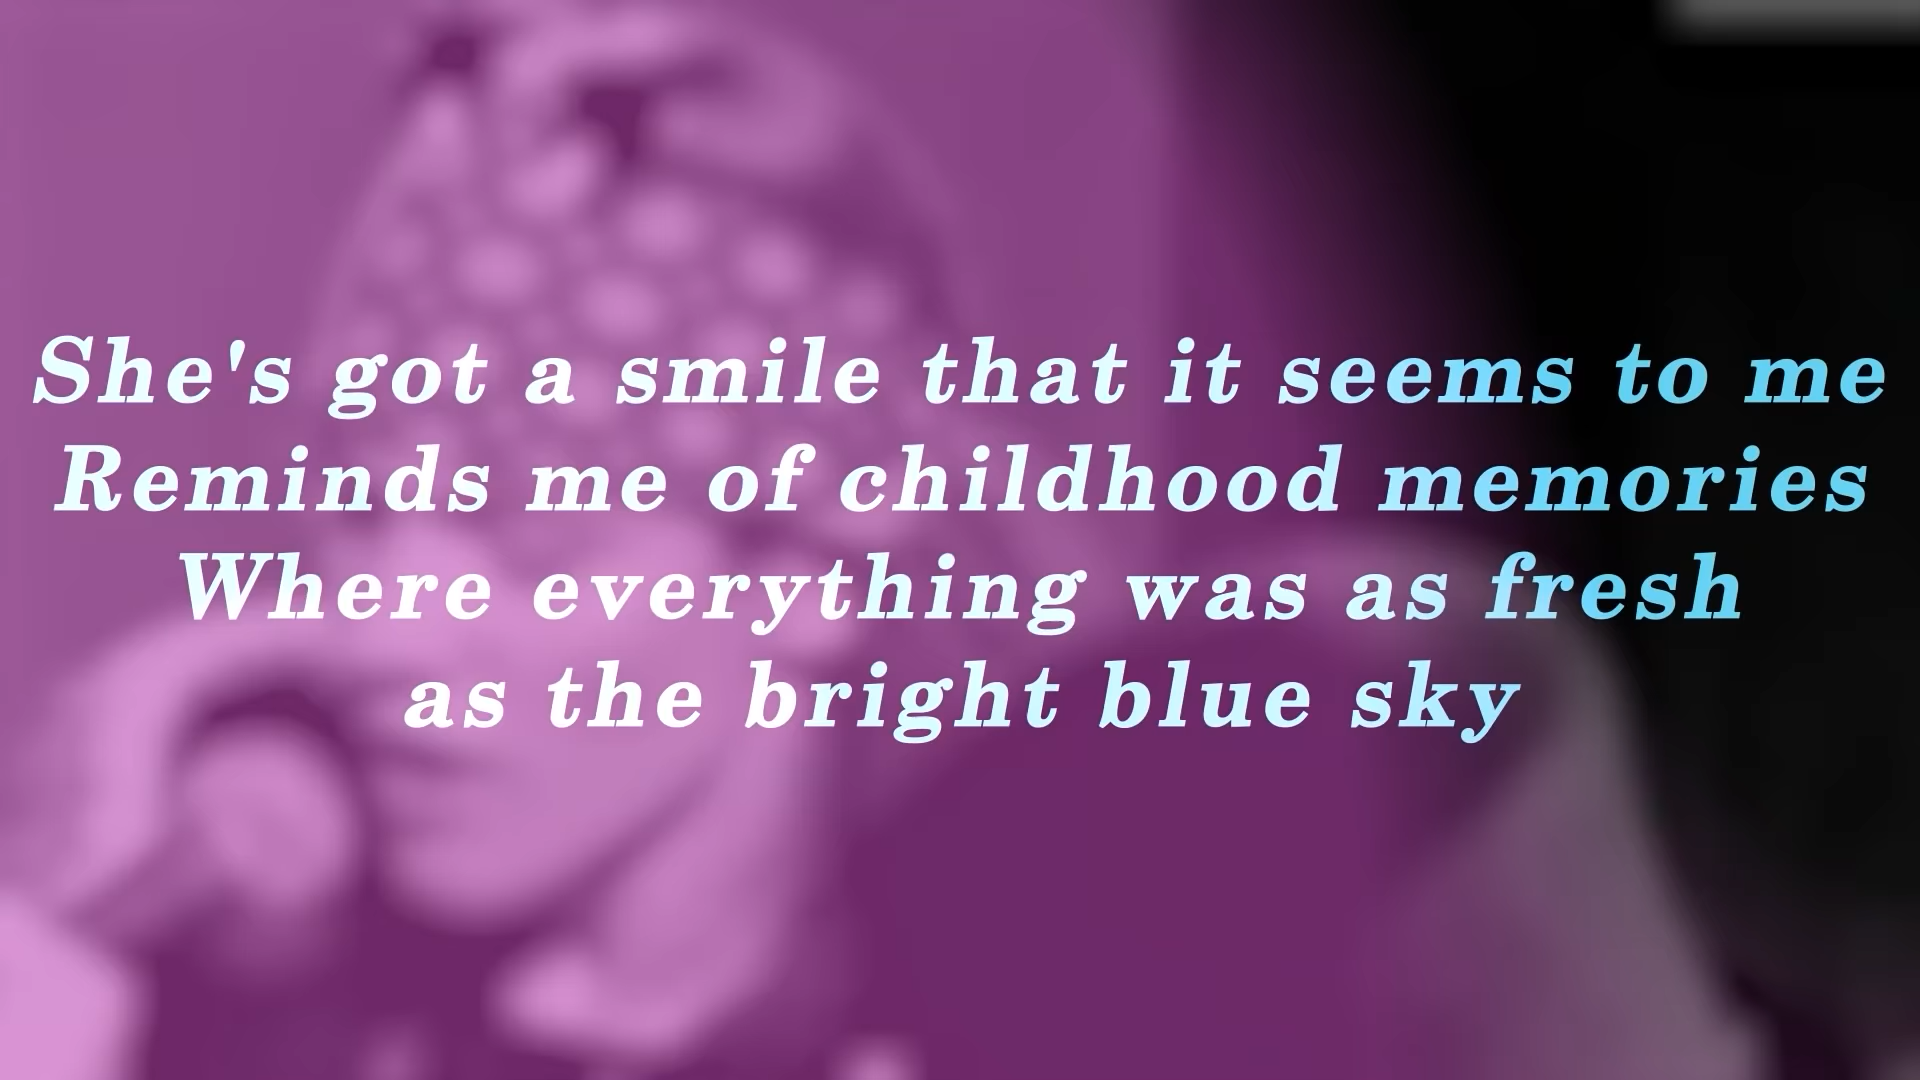 She's got a smile that it seems to me
Reminds me of childhood memories
Where everything was as fresh
as the bright blue sky